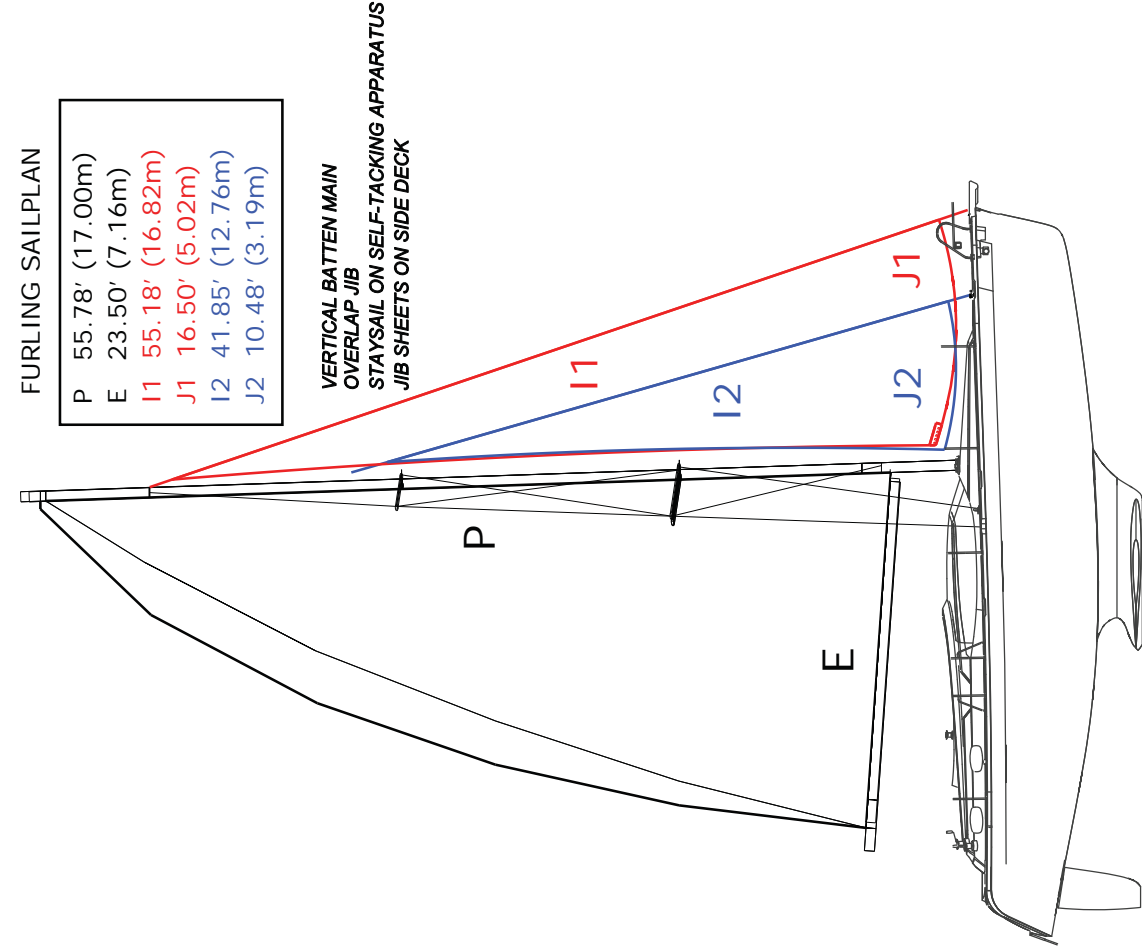 FURLING SAILPLAN
P 55.78' (17.00m)
E 23.50' (7.16m)
I1 55.18' (16.82m)
J1 16.50' (5.02m)
I2 41.85' (12.76m)
J2 10.48' (3.19m)
VERTICAL BATTEN MAIN
OVERLAP JIB
STAYSAIL ON SELF-TACKING APPARATUS
JIB SHEETS ON SIDE DECK
I1
I2
P
J1
J2
E